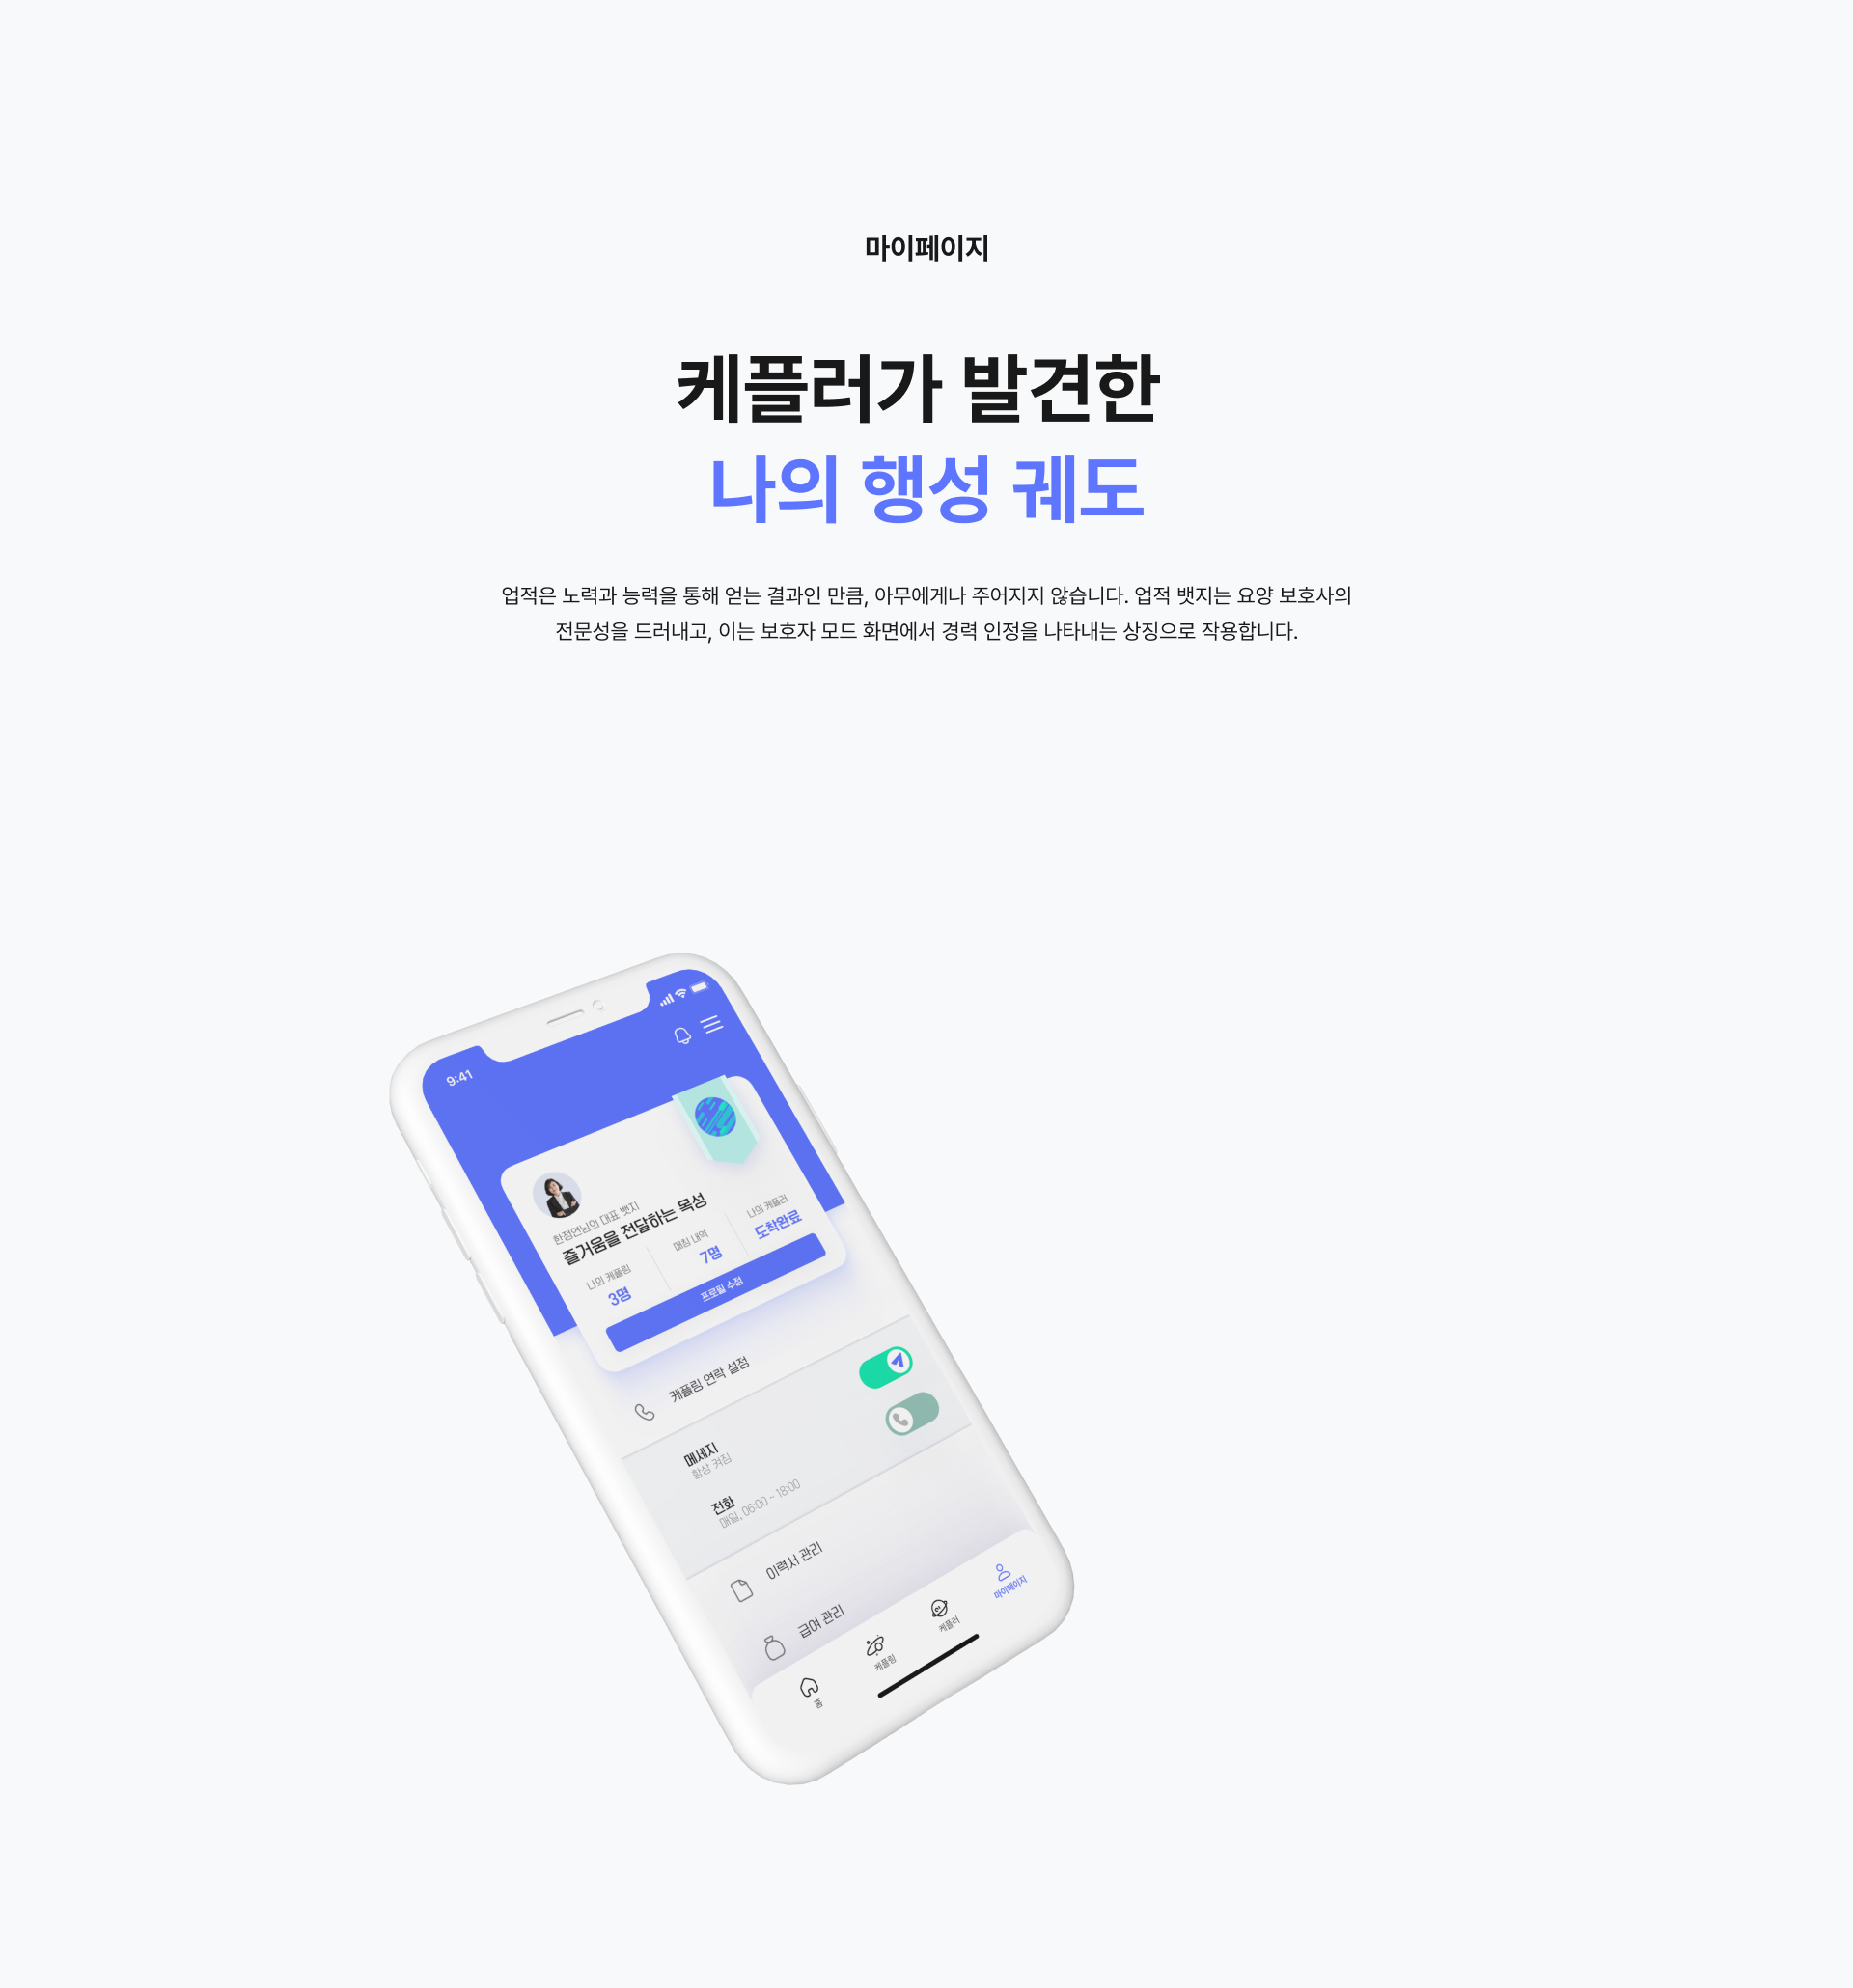 마이페이지
케플러가 발견한
나의 행성 궤도
업적은 노력과 능력을 통해 얻는 결과인 만큼, 아무에게나 주어지지 않습니다. 업적 뱃지는 요양 보호사의
전문성을 드러내고, 이는 보호자 모드 화면에서 경력 인정을 나타내는 상징으로 작용합니다.
9:41
한정연님의 대표 뱃지
즐거움을 전달하는 목성
나의 케플링
3명
매칭 내역
7명
나의 케플러
도착완료
프로필 수정
케플링 연락 설정
메세지
항상 켜짐
전화
매일, 06:00 ~ 18:00
이력서 관리
급여 관리
홈
케플링
케플러
마이페이지